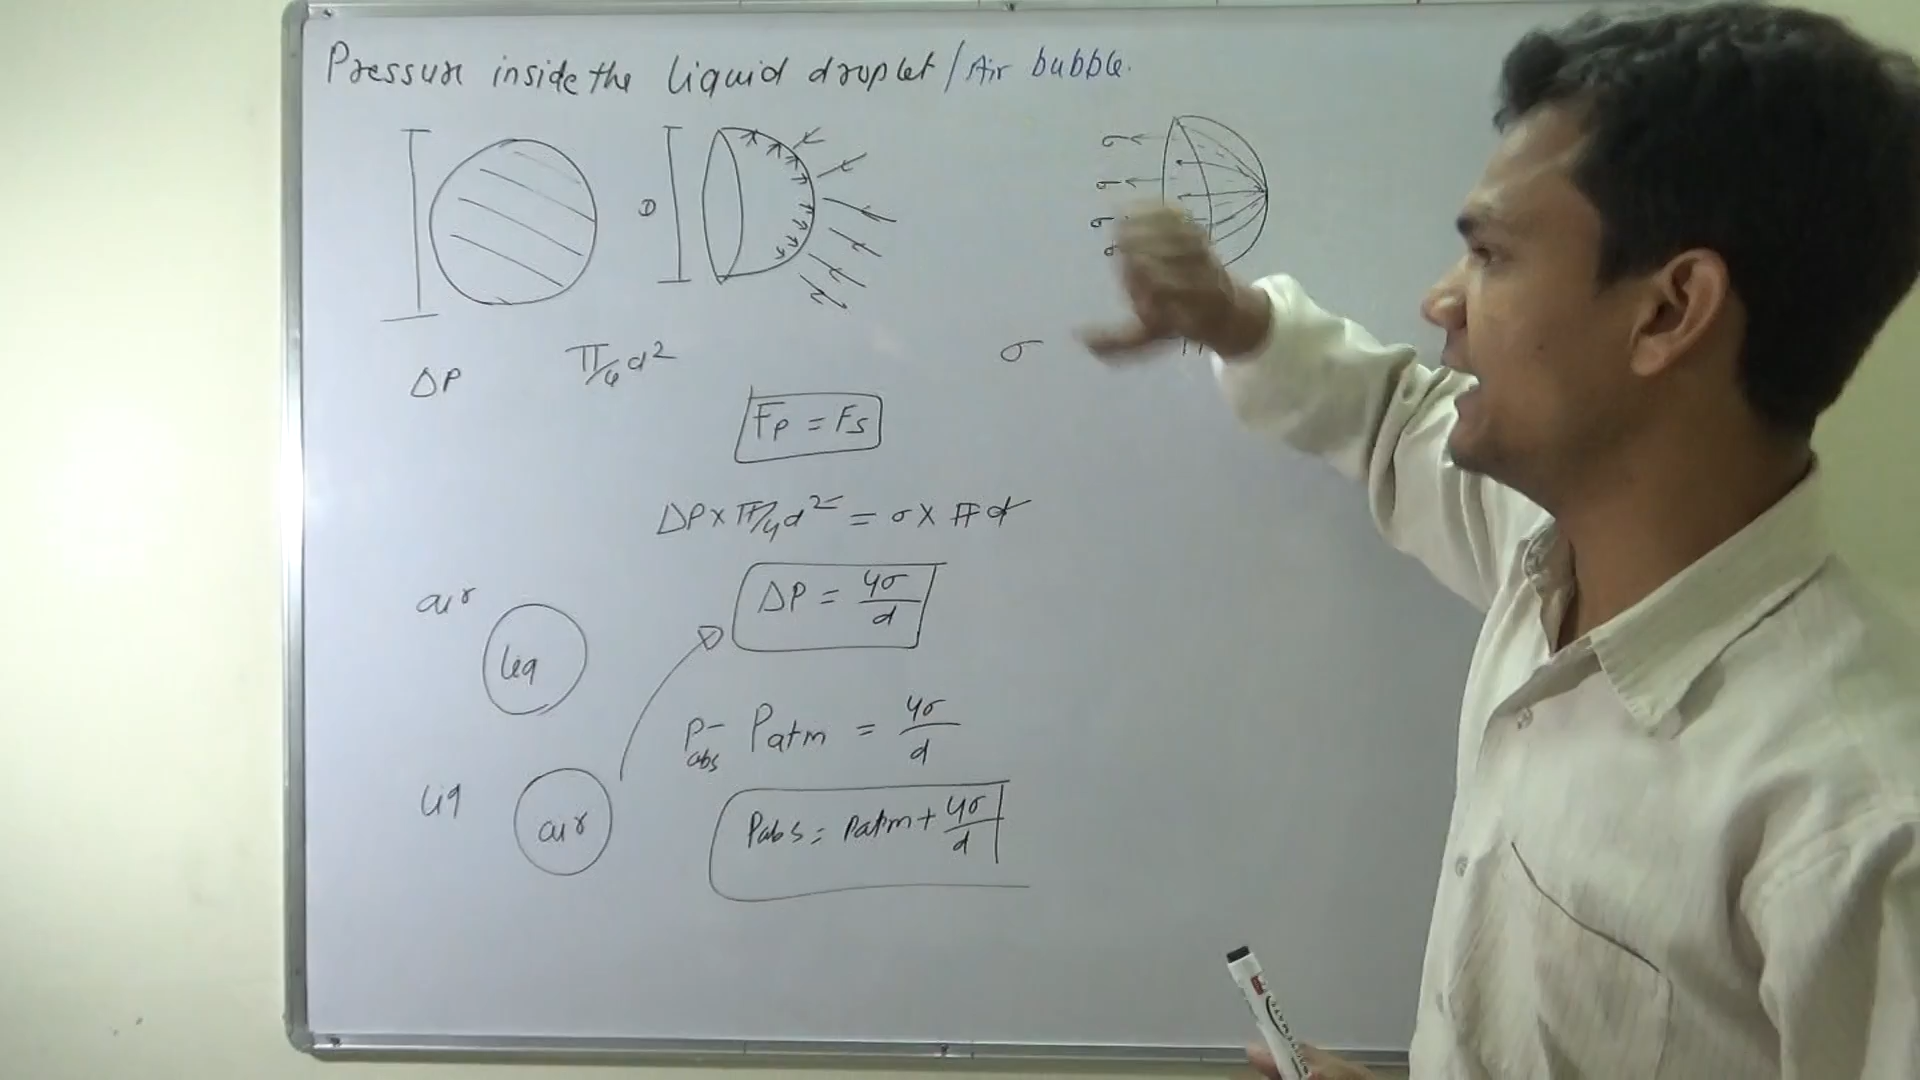 Pressure inside the liquid droplet / Air bubble.
D
σ
σ
σ
σ
ΔP
π/4 d²
σ
Fp = Fs
ΔP x π/4 d² = σ x π d
air
liq
ΔP = 4σ/d
Pabs - Patm = 4σ/d
liq
air
Pabs = Patm + 4σ/d